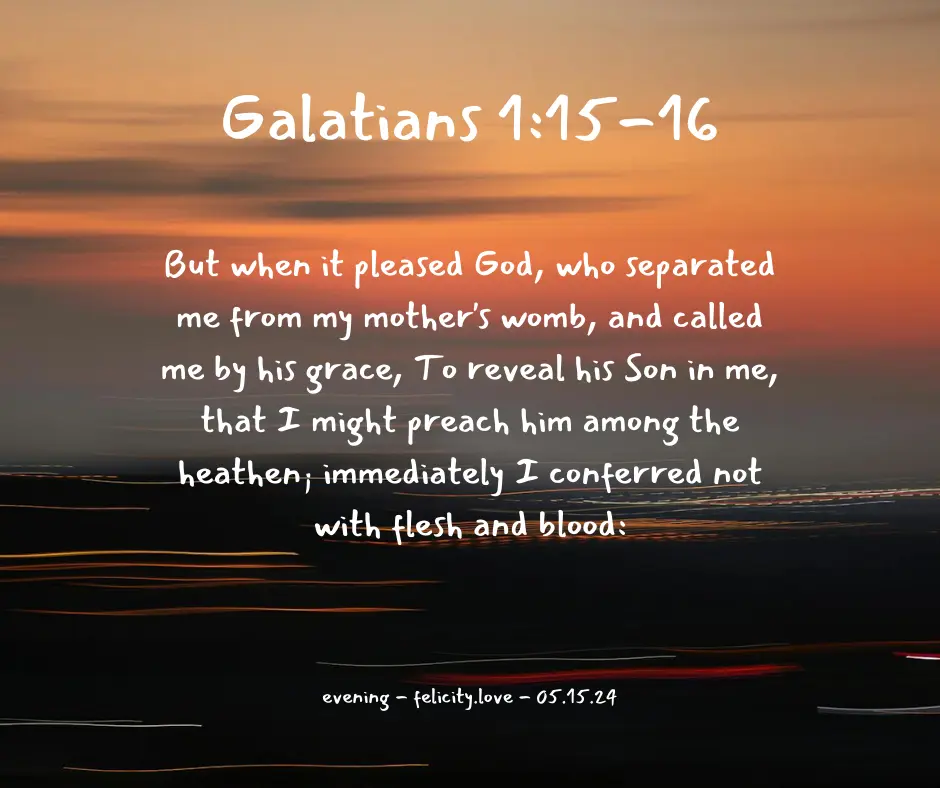 Galatians 1:15-16
But when it pleased God, who separated
me from my mother's womb, and called
me by his grace, To reveal his Son in me,
that I might preach him among the
heathen; immediately I conferred not
with flesh and blood:
evening - felicity.love - 05.15.24